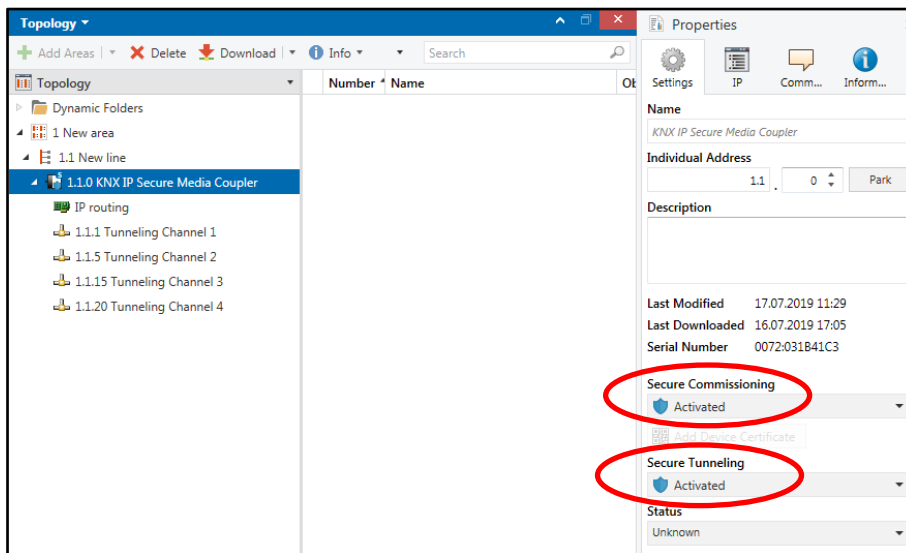 Topology
Add Areas Delete Download Info Search
Topology
Number Name Ob
Dynamic Folders
1 New area
1.1 New line
1.1.0 KNX IP Secure Media Coupler
IP routing
1.1.1 Tunneling Channel 1
1.1.5 Tunneling Channel 2
1.1.15 Tunneling Channel 3
1.1.20 Tunneling Channel 4
Properties
Settings IP Comm... Inform...
Name
KNX IP Secure Media Coupler
Individual Address
1.1 . 0 Park
Description
Last Modified 17.07.2019 11:29
Last Downloaded 16.07.2019 17:05
Serial Number 0072:031B41C3
Secure Commissioning
Activated
Add Device Certificate
Secure Tunneling
Activated
Status
Unknown